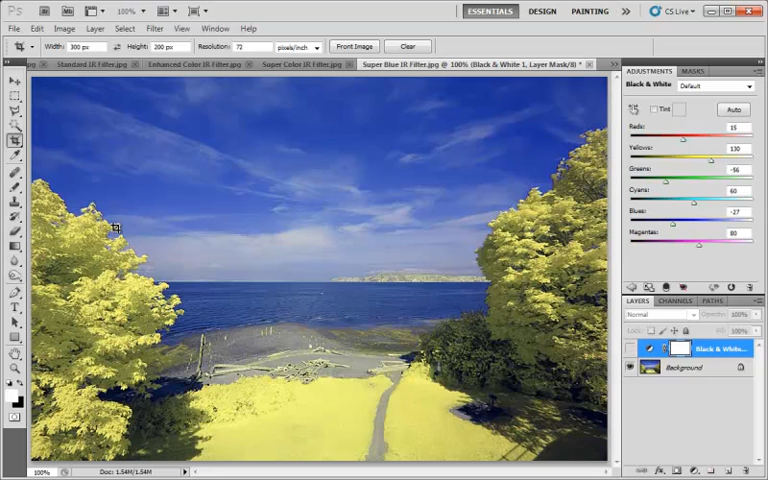 Ps Br Mb 100% ESSENTIALS DESIGN PAINTING CS Live
File Edit Image Layer Select Filter View Window Help
Width: 300 px Height: 200 px Resolution: 72 pixels/inch Front Image Clear
.jpg Standard IR Filter.jpg Enhanced Color IR Filter.jpg Super Color IR Filter.jpg Super Blue IR Filter.jpg @ 100% (Black & White 1, Layer Mask/8) *
ADJUSTMENTS MASKS
Black & White Default
Tint Auto
Reds: 15
Yellows: 130
Greens: -56
Cyans: 60
Blues: -27
Magentas: 80
LAYERS CHANNELS PATHS
Normal Opacity:
Lock: Fill: 100%
Black & White...
Background
100% Doc: 1.54M/1.54M